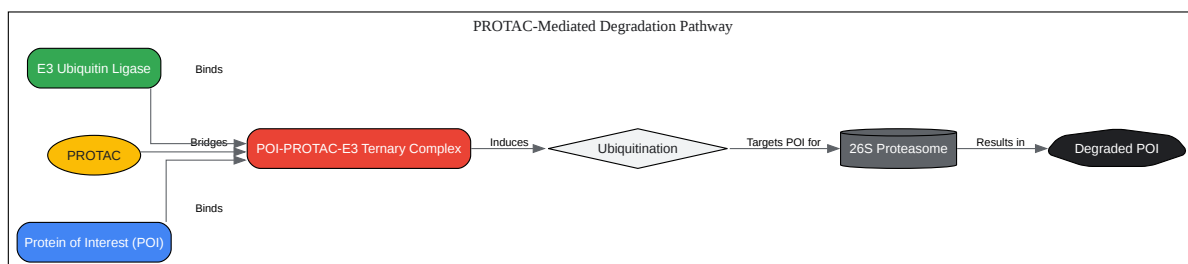 PROTAC-Mediated Degradation Pathway
E3 Ubiquitin Ligase
Binds
PROTAC
Bridges
POI-PROTAC-E3 Ternary Complex
Induces
Ubiquitination
Targets POI for
26S Proteasome
Results in
Degraded POI
Binds
Protein of Interest (POI)